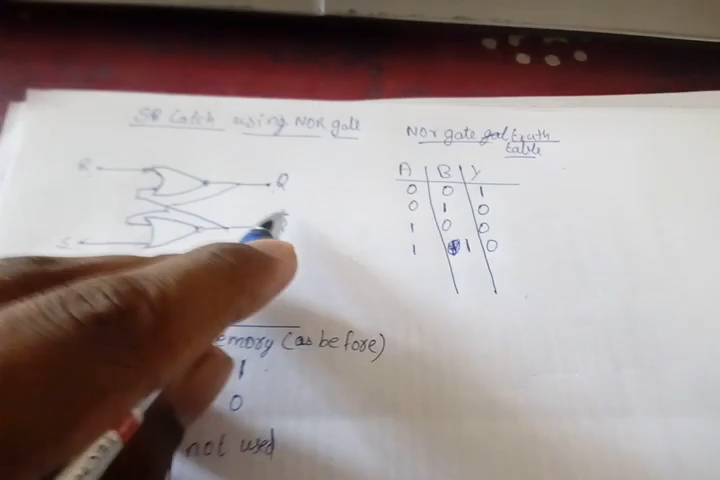 SR Latch using NOR gate
R
Q
S
Nor gate truth
table
A B Y
0 0 1
0 1 0
1 0 0
1 1 0
emory (as before)
1
0
not used